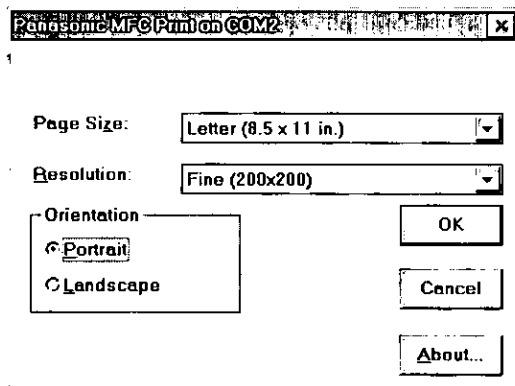 Panasonic MFC Print on COM2
Page Size:
Letter (8.5 x 11 in.)
Resolution:
Fine (200x200)
Orientation
Portrait
Landscape
OK
Cancel
About...